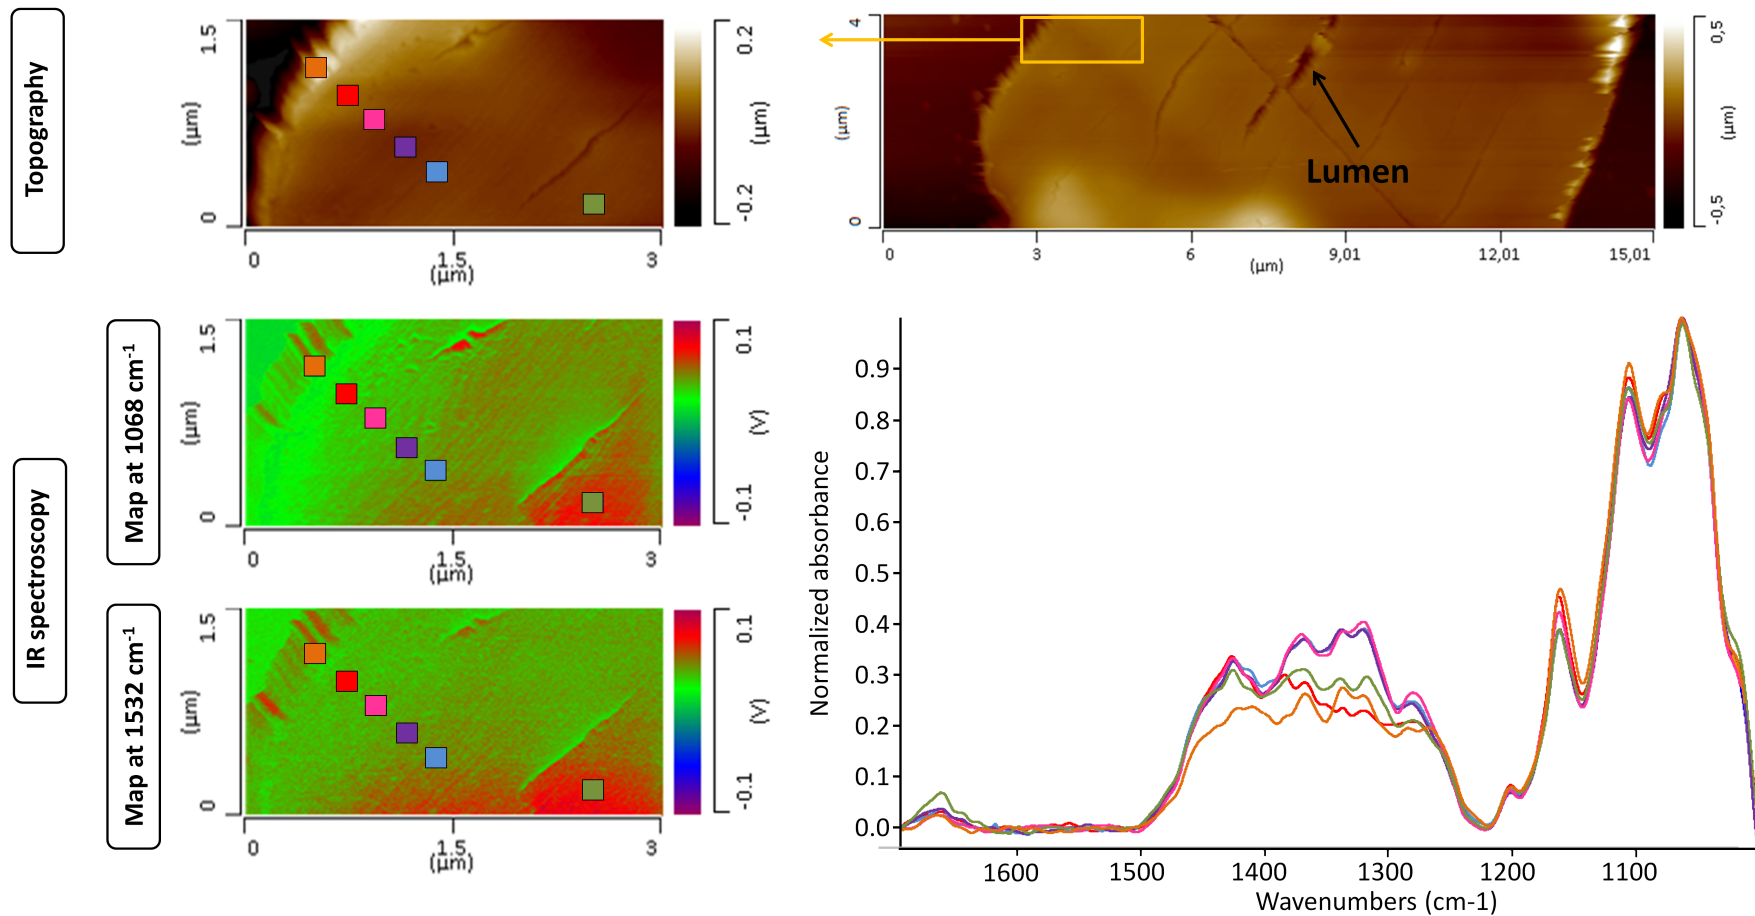 Topography
1.5
0
(µm)
0
1.5
3
(µm)
0.2
-0.2
(µm)
4
0
(µm)
Lumen
0
3
6
9,01
12,01
15,01
(µm)
0,5
-0,5
(µm)
IR spectroscopy
Map at 1068 cm⁻¹
1.5
0
(µm)
0
1.5
3
(µm)
0.1
-0.1
(V)
Map at 1532 cm⁻¹
1.5
0
(µm)
0
1.5
3
(µm)
0.1
-0.1
(V)
Normalized absorbance
0.9
0.8
0.7
0.6
0.5
0.4
0.3
0.2
0.1
0.0
1600
1500
1400
1300
1200
1100
Wavenumbers (cm-1)